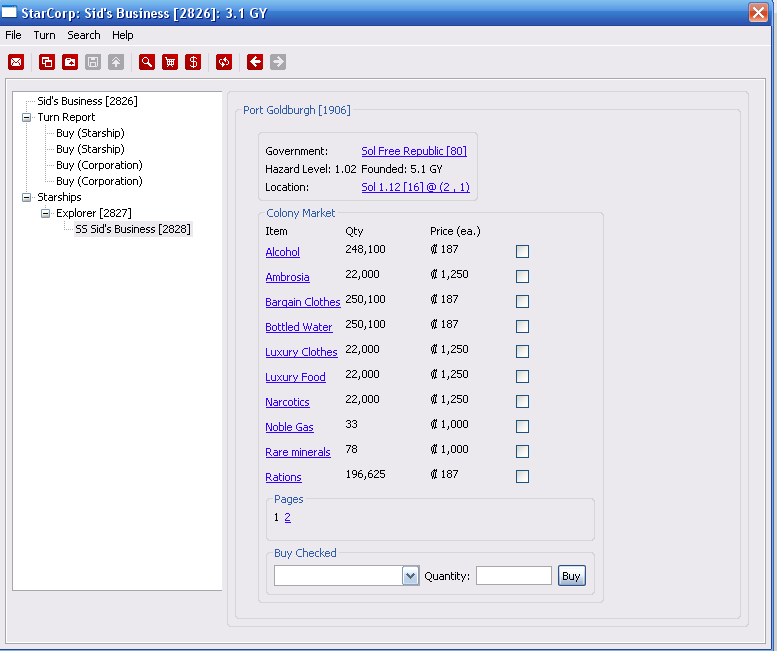 StarCorp: Sid's Business [2826]: 3.1 GY
File Turn Search Help
Sid's Business [2826]
Turn Report
Buy (Starship)
Buy (Starship)
Buy (Corporation)
Buy (Corporation)
Starships
Explorer [2827]
SS Sid's Business [2828]
Port Goldburgh [1906]
Government: Sol Free Republic [80]
Hazard Level: 1.02 Founded: 5.1 GY
Location: Sol 1.12 [16] @ (2 , 1)
Colony Market
Item Qty Price (ea.)
Alcohol 248,100 ₡ 187
Ambrosia 22,000 ₡ 1,250
Bargain Clothes 250,100 ₡ 187
Bottled Water 250,100 ₡ 187
Luxury Clothes 22,000 ₡ 1,250
Luxury Food 22,000 ₡ 1,250
Narcotics 22,000 ₡ 1,250
Noble Gas 33 ₡ 1,000
Rare minerals 78 ₡ 1,000
Rations 196,625 ₡ 187
Pages
1 2
Buy Checked
Quantity: Buy